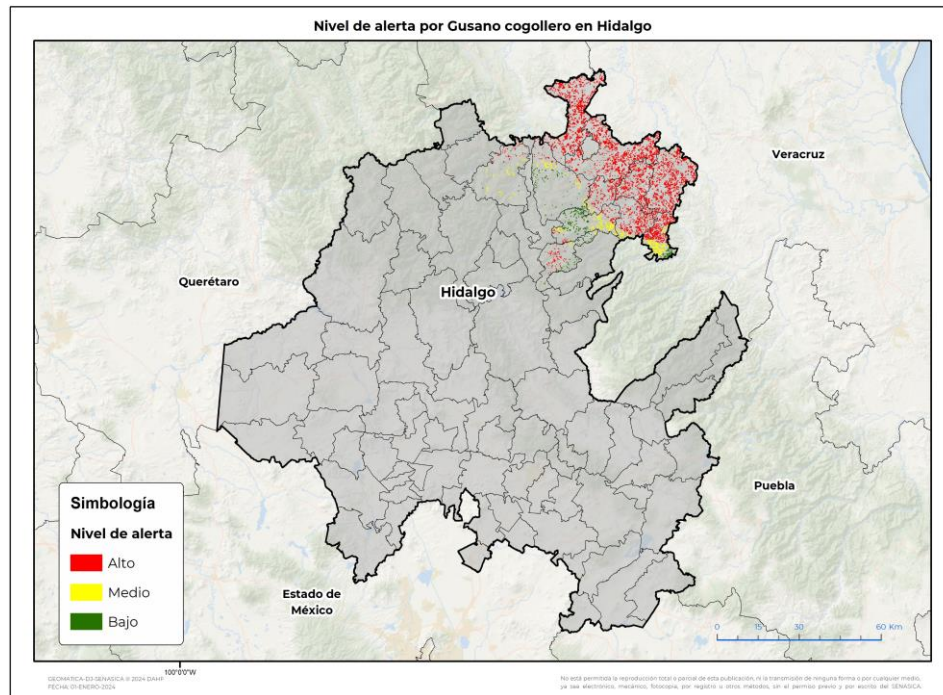 Nivel de alerta por Gusano cogollero en Hidalgo
Veracruz
Querétaro
Hidalgo
Puebla
Estado de
México
Simbología
Nivel de alerta
Alto
Medio
Bajo
0 15 30 60 Km
100°0'0"W
GEOMÁTICA-DJ-SENASICA © 2024 DAHF
FECHA: 01-ENERO-2024
No está permitida la reproducción total o parcial de esta publicación, ni la transmisión de ninguna forma o por cualquier medio,
ya sea electrónico, mecánico, fotocopia, por registro u otros métodos, sin el permiso previo y por escrito del SENASICA.